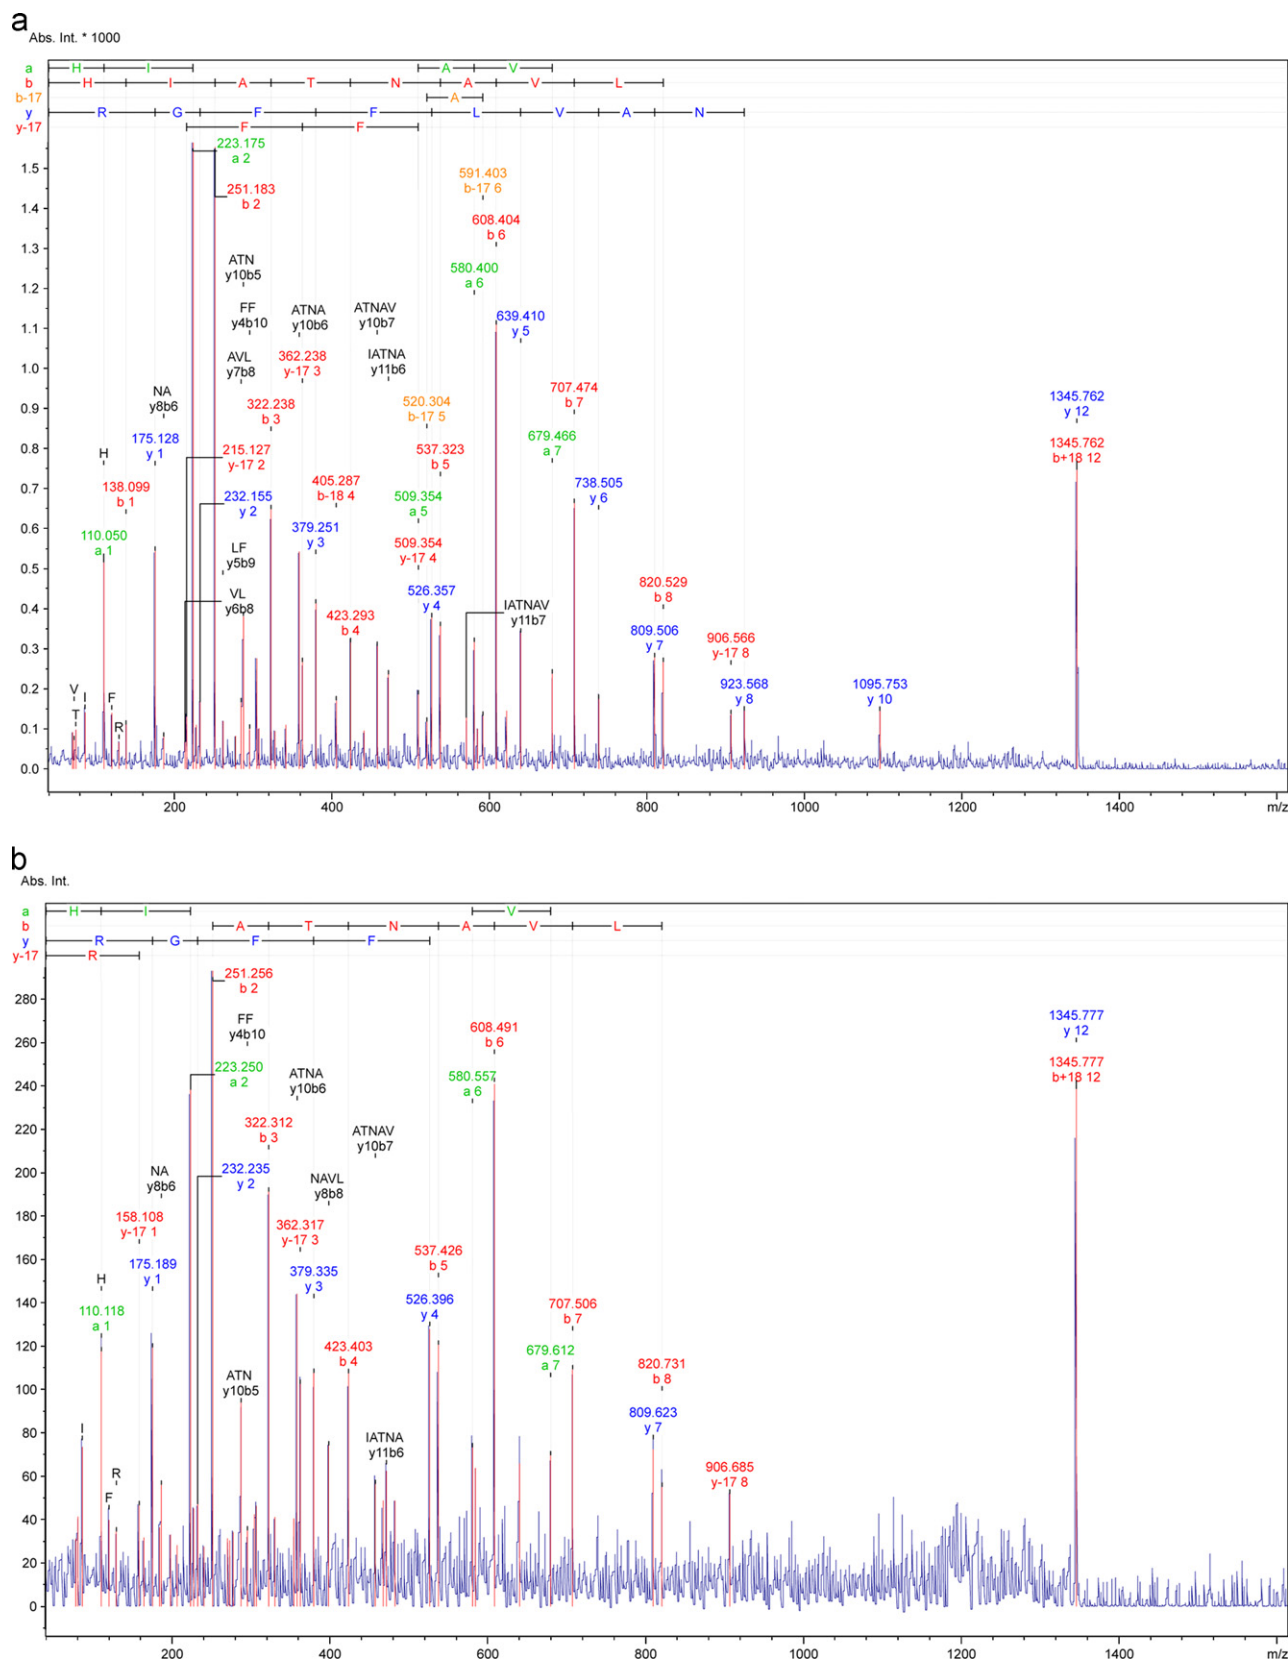 a
Abs. Int. * 1000
a H I A V
b H I A T N A V L
b-17 A
y R G F F L V A N
y-17 F F
223.175
a 2
251.183
b 2
591.403
b-17 6
608.404
b 6
ATN
y10b5
580.400
a 6
FF
y4b10
ATNA
y10b6
ATNAV
y10b7
639.410
y 5
AVL
y7b8
362.238
y-17 3
IATNA
y11b6
NA
y8b6
322.238
b 3
520.304
b-17 5
707.474
b 7
1345.762
y 12
H
175.128
y 1
215.127
y-17 2
537.323
b 5
679.466
a 7
1345.762
b+18 12
138.099
b 1
232.155
y 2
405.287
b-18 4
509.354
a 5
738.505
y 6
110.050
a 1
379.251
y 3
LF
y5b9
509.354
y-17 4
VL
y6b8
423.293
b 4
526.357
y 4
IATNAV
y11b7
820.529
b 8
809.506
y 7
906.566
y-17 8
923.568
y 8
1095.753
y 10
V
T
I
F
R
1.5
1.4
1.3
1.2
1.1
1.0
0.9
0.8
0.7
0.6
0.5
0.4
0.3
0.2
0.1
0.0
200 400 600 800 1000 1200 1400 m/z
b
Abs. Int.
a H I V
b A T N A V L
y R G F F
y-17 R
251.256
b 2
FF
y4b10
608.491
b 6
1345.777
y 12
223.250
a 2
ATNA
y10b6
580.557
a 6
1345.777
b+18 12
322.312
b 3
ATNAV
y10b7
NA
y8b6
232.235
y 2
NAVL
y8b8
158.108
y-17 1
362.317
y-17 3
537.426
b 5
175.189
y 1
379.335
y 3
526.396
y 4
H
110.118
a 1
707.506
b 7
423.403
b 4
679.612
a 7
820.731
b 8
ATN
y10b5
809.623
y 7
IATNA
y11b6
906.685
y-17 8
I
R
F
280
260
240
220
200
180
160
140
120
100
80
60
40
20
0
200 400 600 800 1000 1200 1400 m/z